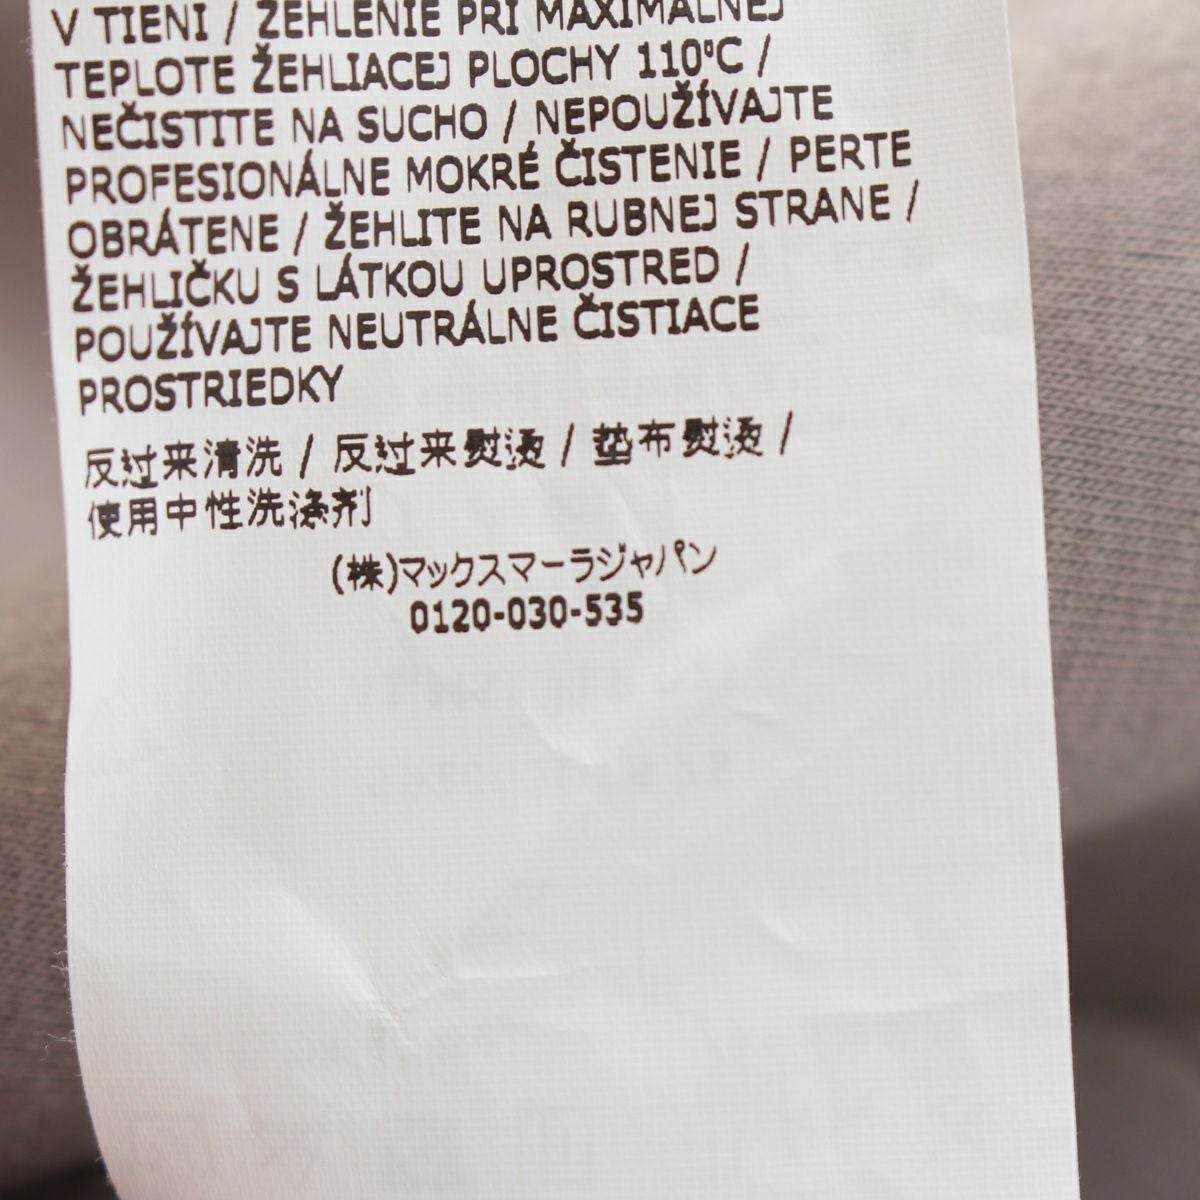 V TIENI / ŽEHLENIE PRI MAXIMÁLNEJ
TEPLOTE ŽEHLIACEJ PLOCHY 110ºC /
NEČISTITE NA SUCHO / NEPOUŽÍVAJTE
PROFESIONÁLNE MOKRÉ ČISTENIE / PERTE
OBRÁTENE / ŽEHLITE NA RUBNEJ STRANE /
ŽEHLIČKU S LÁTKOU UPROSTRED /
POUŽÍVAJTE NEUTRÁLNE ČISTIACE
PROSTRIEDKY
反过来清洗 / 反过来熨烫 / 垫布熨烫 /
使用中性洗涤剂
(株)マックスマーラジャパン
0120-030-535